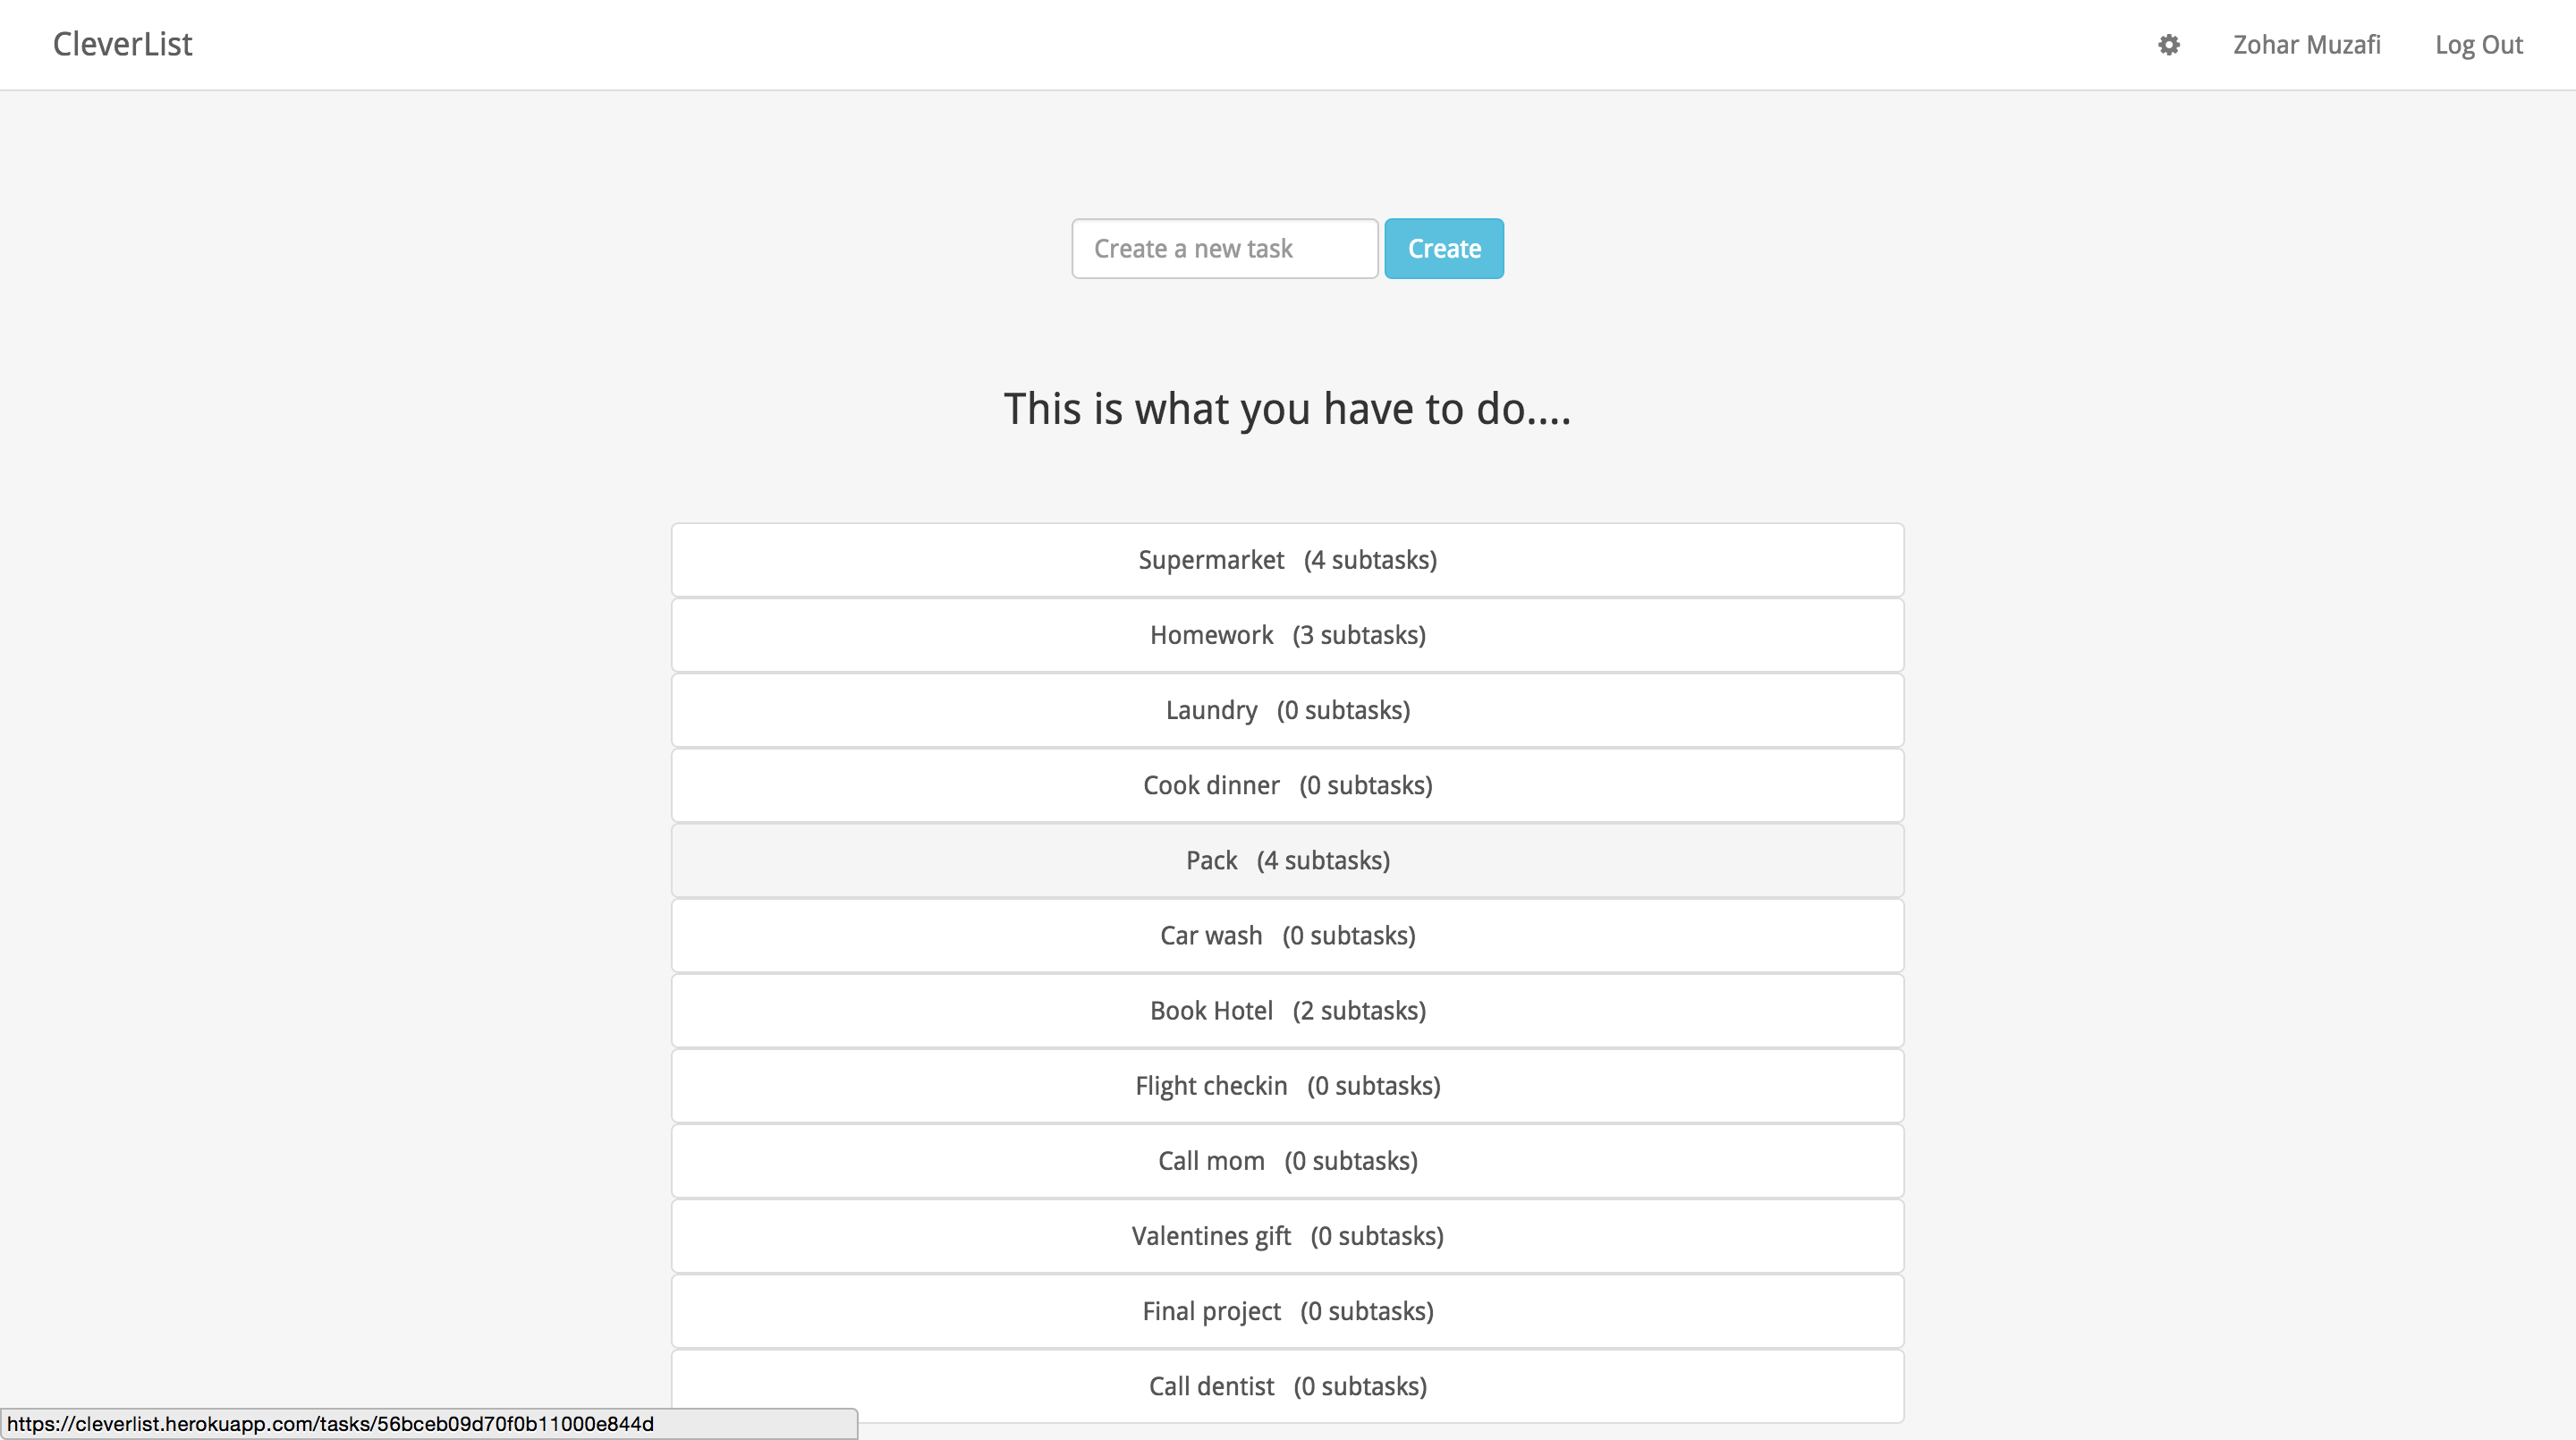 CleverList Zohar Muzafi Log Out
Create a new task Create
This is what you have to do....
Supermarket (4 subtasks)
Homework (3 subtasks)
Laundry (0 subtasks)
Cook dinner (0 subtasks)
Pack (4 subtasks)
Car wash (0 subtasks)
Book Hotel (2 subtasks)
Flight checkin (0 subtasks)
Call mom (0 subtasks)
Valentines gift (0 subtasks)
Final project (0 subtasks)
Call dentist (0 subtasks)
https://cleverlist.herokuapp.com/tasks/56bceb09d70f0b11000e844d